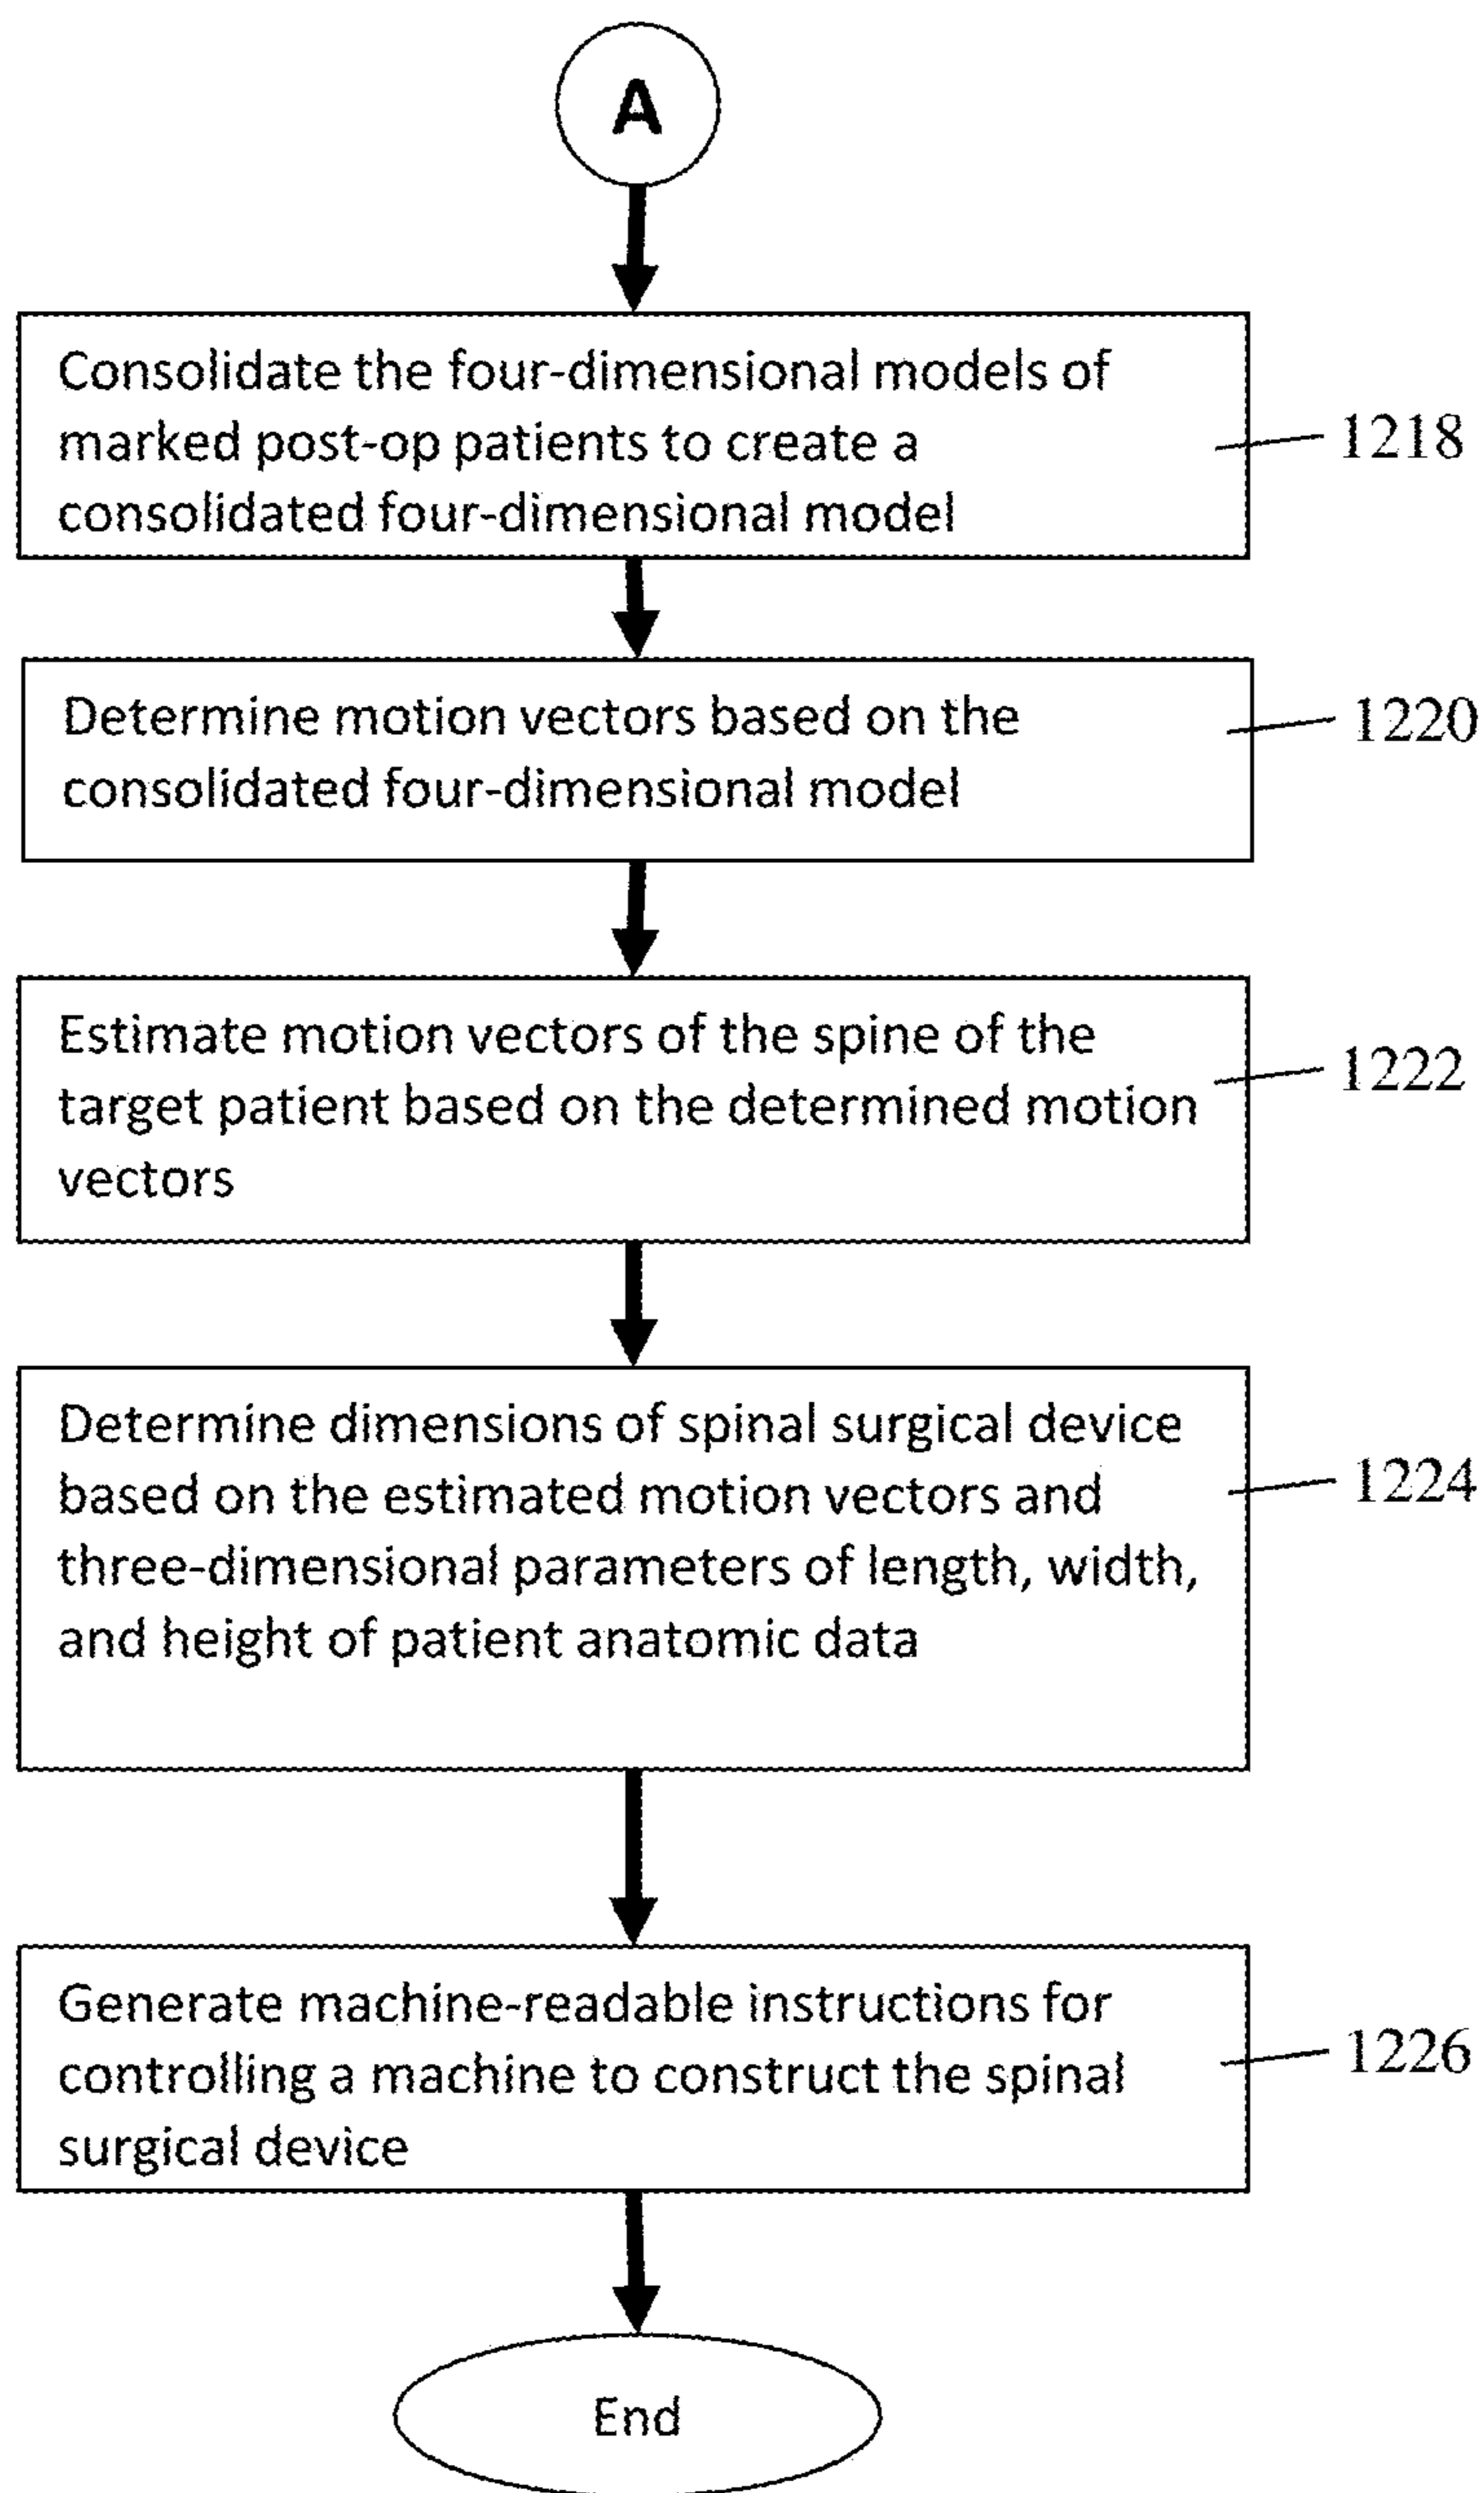 A
Consolidate the four-dimensional models of
marked post-op patients to create a
consolidated four-dimensional model
1218
Determine motion vectors based on the
consolidated four-dimensional model
1220
Estimate motion vectors of the spine of the
target patient based on the determined motion
vectors
1222
Determine dimensions of spinal surgical device
based on the estimated motion vectors and
three-dimensional parameters of length, width,
and height of patient anatomic data
1224
Generate machine-readable instructions for
controlling a machine to construct the spinal
surgical device
1226
End